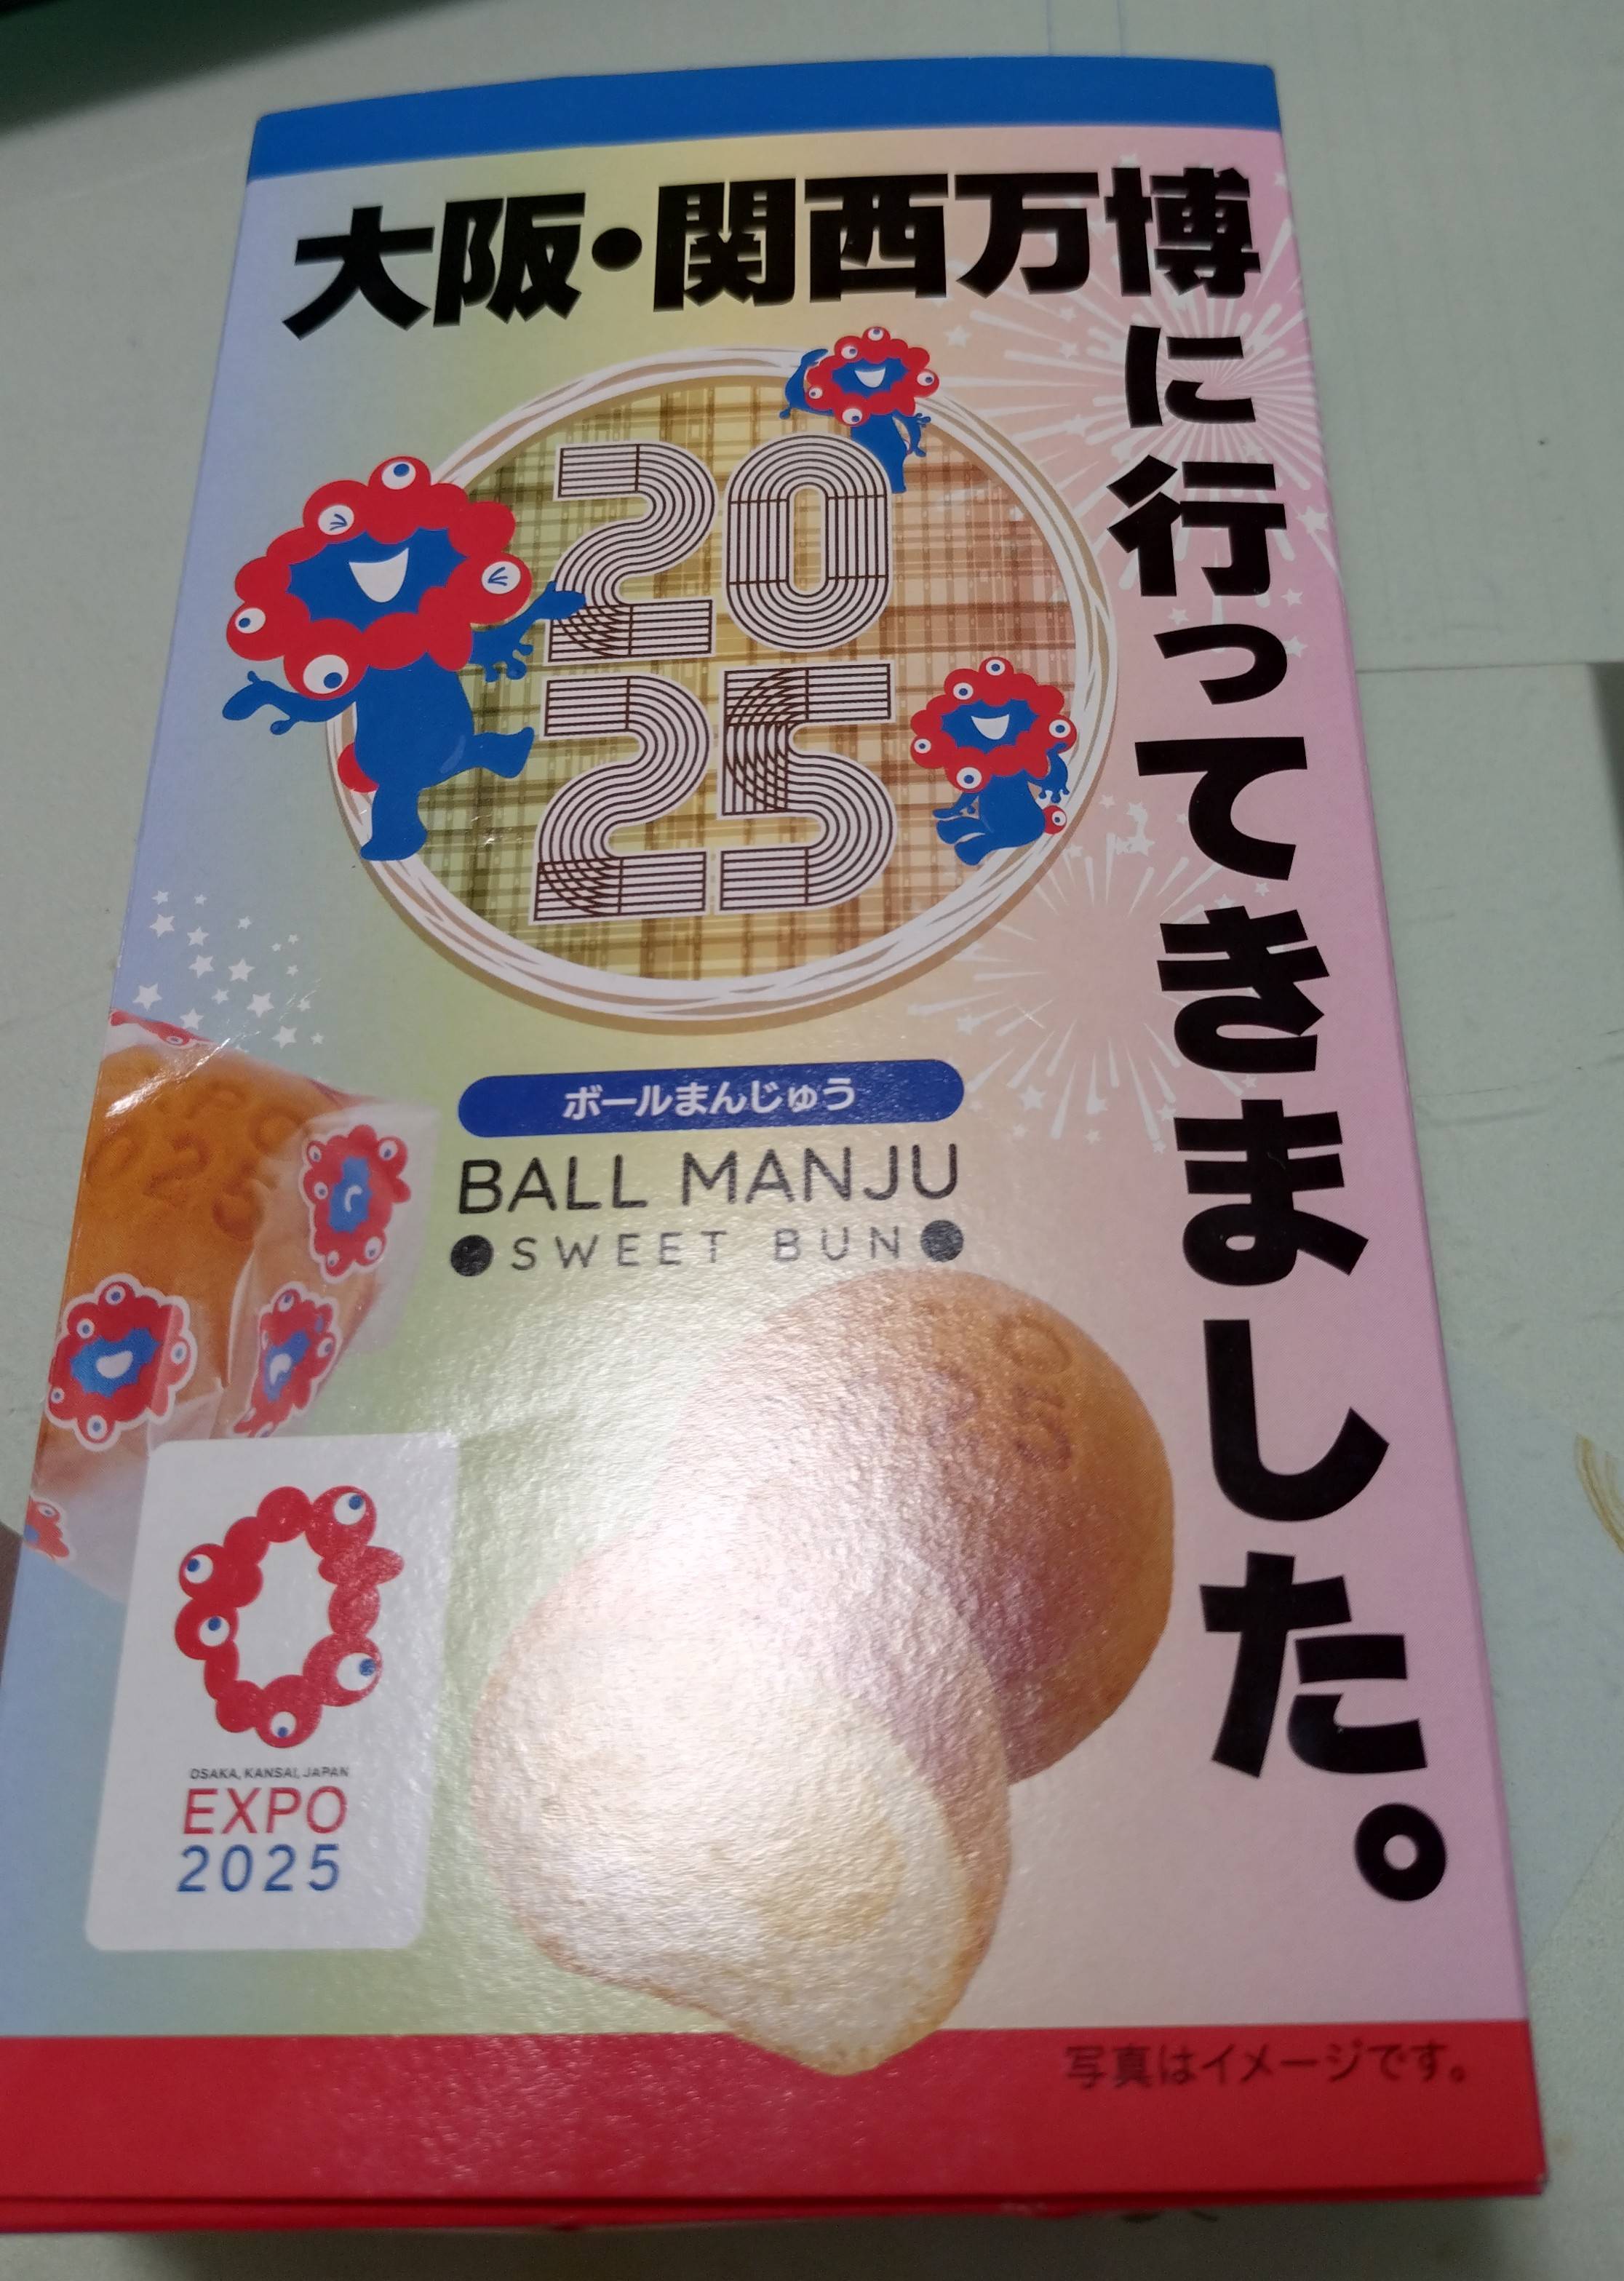 大阪・関西万博
に行ってきました。
2025
ボールまんじゅう
BALL MANJU
●SWEET BUN●
OSAKA, KANSAI, JAPAN
EXPO
2025
写真はイメージです。